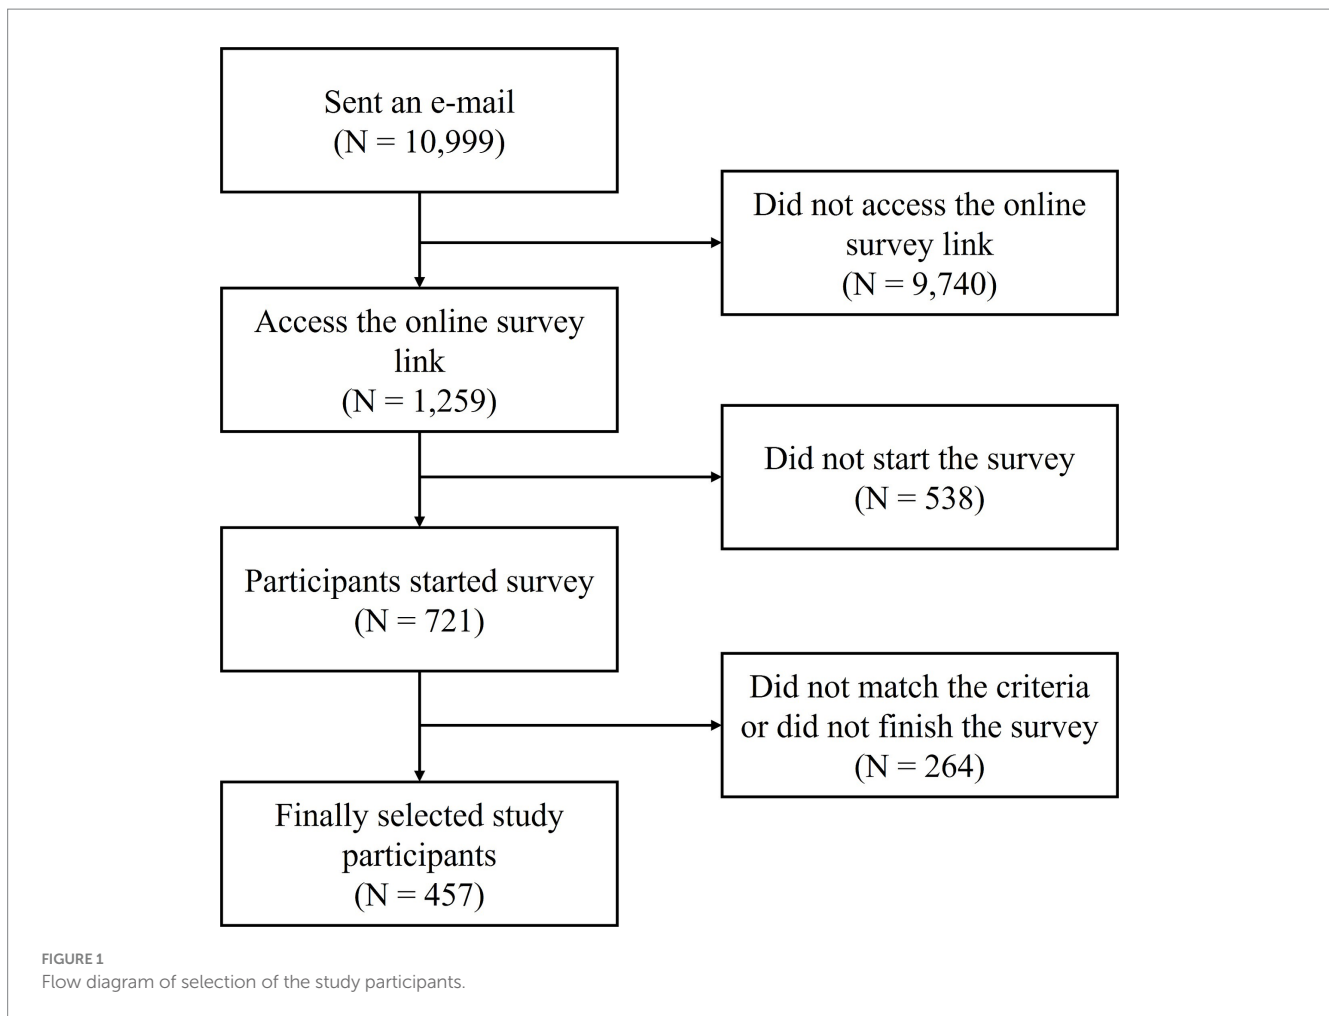 Sent an e-mail
(N = 10,999)
Did not access the online
survey link
(N = 9,740)
Access the online survey
link
(N = 1,259)
Did not start the survey
(N = 538)
Participants started survey
(N = 721)
Did not match the criteria
or did not finish the survey
(N = 264)
Finally selected study
participants
(N = 457)
FIGURE 1
Flow diagram of selection of the study participants.